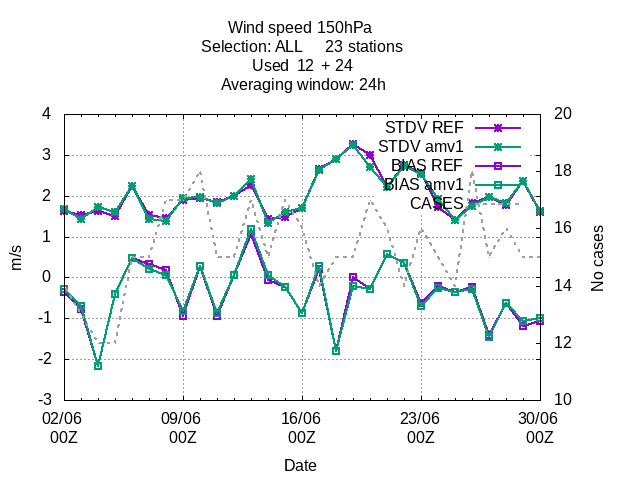 Wind speed 150hPa
Selection: ALL 23 stations
Used 12 + 24
Averaging window: 24h
4 20
STDV REF
STDV amv1
3
BIAS REF
18
BIAS amv1
2
CASES
1 16
m/s
No cases
0
14
-1
12
-2
-3 10
02/06 09/06 16/06 23/06 30/06
00Z 00Z 00Z 00Z 00Z
Date